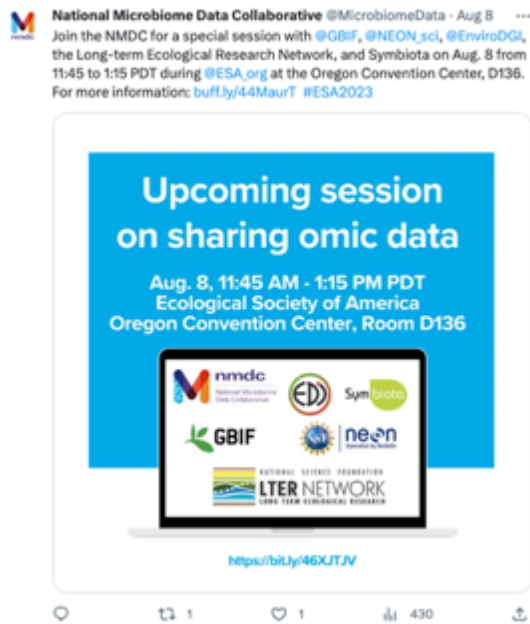 National Microbiome Data Collaborative @MicrobiomeData · Aug 8 ...
Join the NMDC for a special session with @GBIF, @NEON_sci, @EnviroDGI,
the Long-term Ecological Research Network, and Symbiota on Aug. 8 from
11:45 to 1:15 PDT during @ESA_org at the Oregon Convention Center, D136.
For more information: buff.ly/44MaurT #ESA2023
Upcoming session
on sharing omic data
Aug. 8, 11:45 AM - 1:15 PM PDT
Ecological Society of America
Oregon Convention Center, Room D136
nmdc
National Microbiome
Data Collaborative
EDI
Symbiota
GBIF
NSF
neon
Operated by Battelle
NATIONAL SCIENCE FOUNDATION
LTER NETWORK
LONG TERM ECOLOGICAL RESEARCH
https://bit.ly/46XJTJV
1
1
430